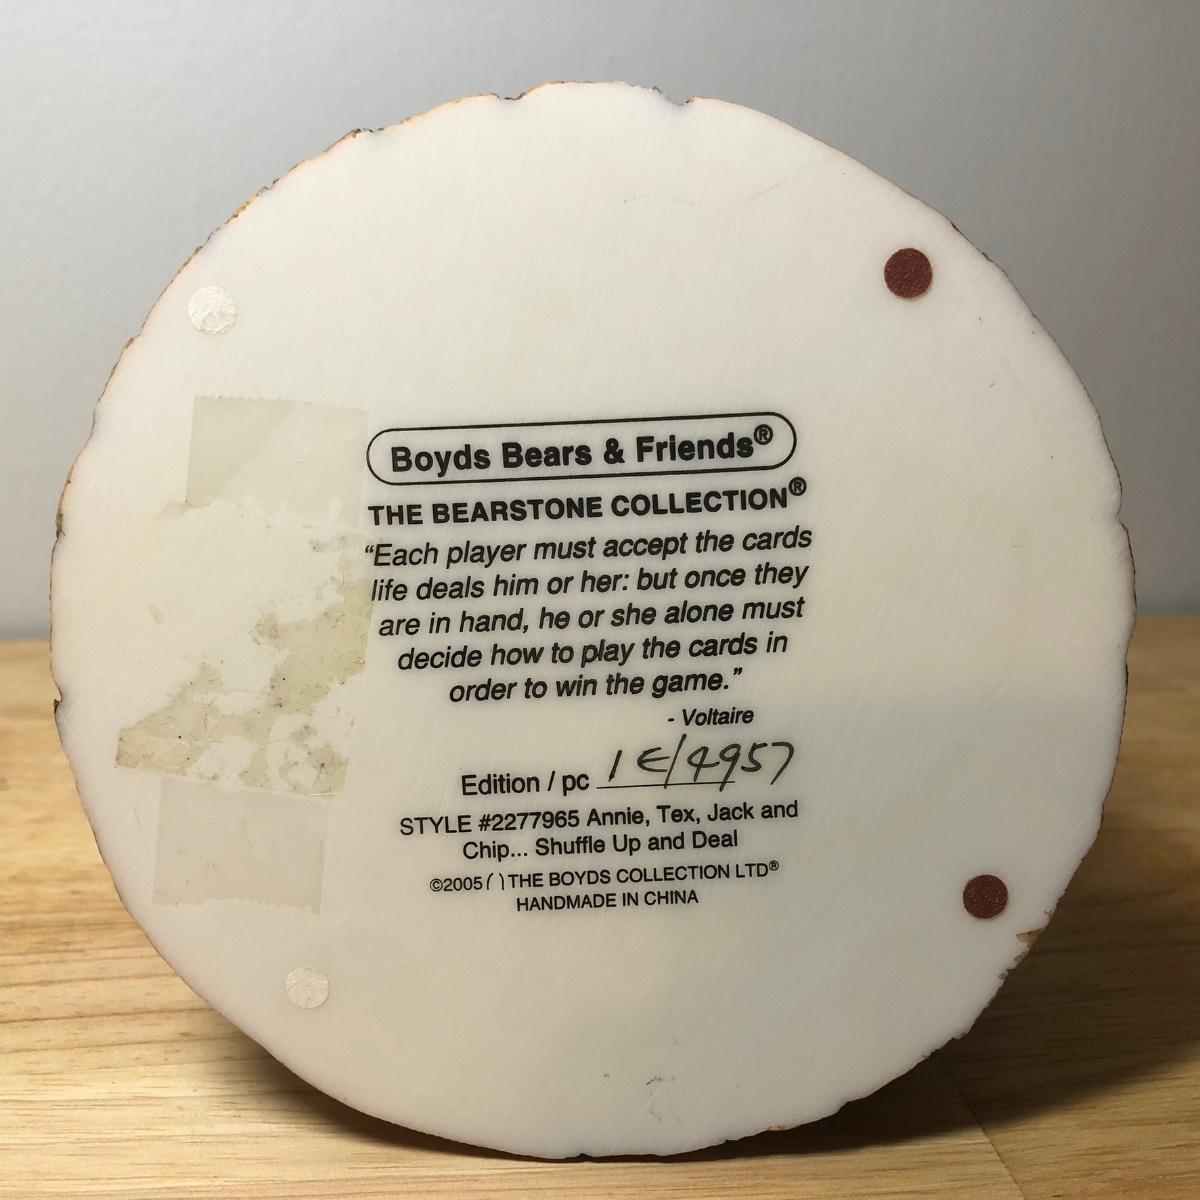 Boyds Bears & Friends®
THE BEARSTONE COLLECTION®
“Each player must accept the cards
life deals him or her: but once they
are in hand, he or she alone must
decide how to play the cards in
order to win the game.”
- Voltaire
Edition / pc 1E/4957
STYLE #2277965 Annie, Tex, Jack and
Chip... Shuffle Up and Deal
©2005 ( ) THE BOYDS COLLECTION LTD®
HANDMADE IN CHINA